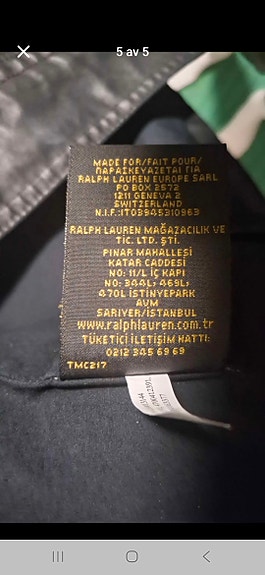 5 av 5
MADE FOR/FAIT POUR/
ΠΑΡΑΣΚΕΥΑΖΕΤΑΙ ΓΙΑ
RALPH LAUREN EUROPE SARL
PO BOX 2572
1211 GENEVA 2
SWITZERLAND
N.I.F.:IT03945310963
RALPH LAUREN MAĞAZACILIK VE
TİC. LTD. ŞTİ.
PINAR MAHALLESİ
KATAR CADDESİ
NO: 11/L İÇ KAPI
NO: 344L; 469L;
470L İSTİNYEPARK
AVM
SARIYER/İSTANBUL
www.ralphlauren.com.tr
TÜKETİCİ İLETİŞİM HATTI:
0212 345 69 69
TMC217